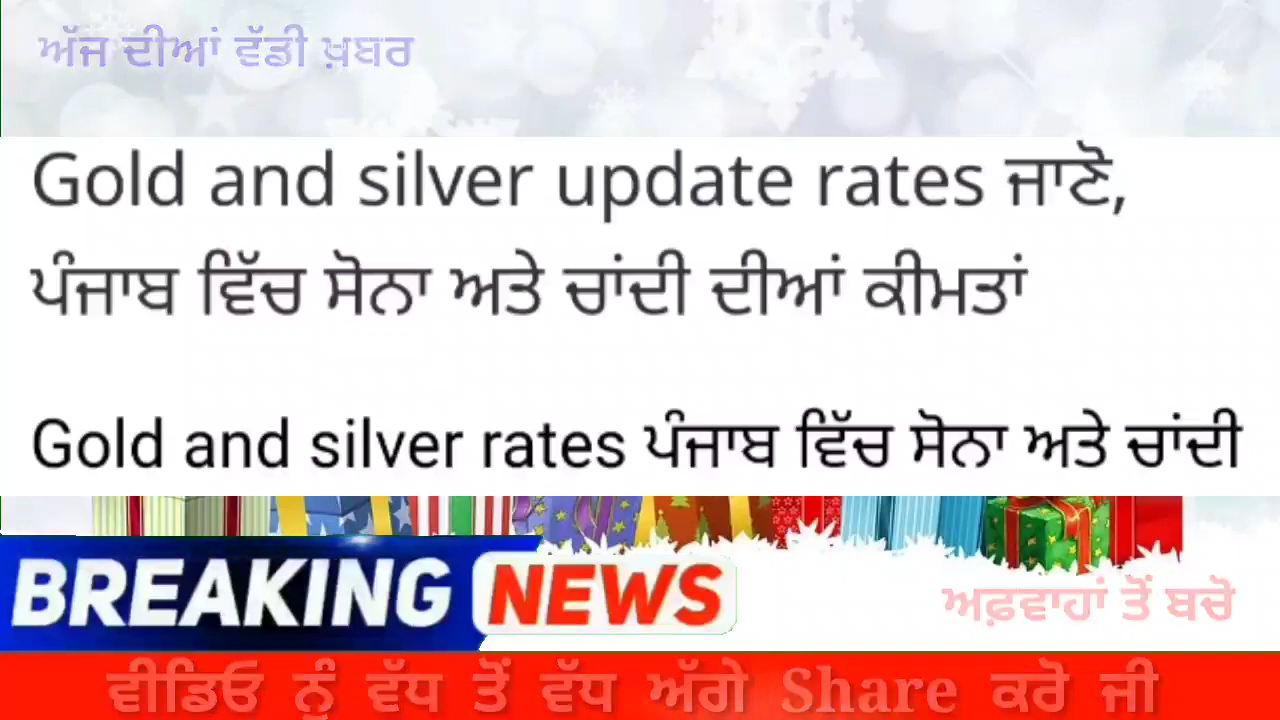 ਅੱਜ ਦੀਆਂ ਵੱਡੀ ਖ਼ਬਰ
Gold and silver update rates ਜਾਣੋ,
ਪੰਜਾਬ ਵਿੱਚ ਸੋਨਾ ਅਤੇ ਚਾਂਦੀ ਦੀਆਂ ਕੀਮਤਾਂ
Gold and silver rates ਪੰਜਾਬ ਵਿੱਚ ਸੋਨਾ ਅਤੇ ਚਾਂਦੀ
BREAKING NEWS
ਅਫ਼ਵਾਹਾਂ ਤੋਂ ਬਚੋ
ਵੀਡਿਓ ਨੂੰ ਵੱਧ ਤੋਂ ਵੱਧ ਅੱਗੇ Share ਕਰੋ ਜੀ